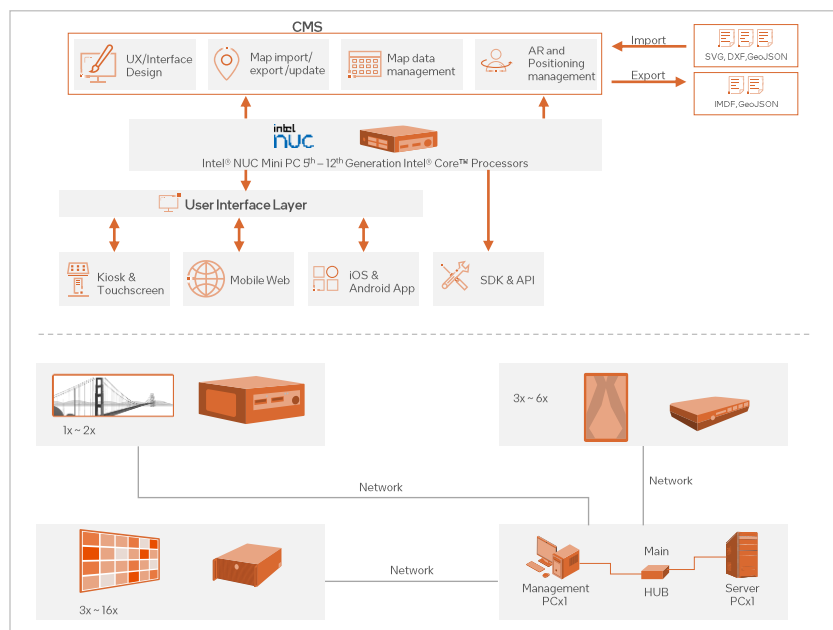 CMS
UX/Interface
Design
Map import/
export /update
Map data
management
AR and
Positioning
management
Import
Export
SVG, DXF,GeoJSON
IMDF,GeoJSON
intel
nuc
Intel® NUC Mini PC 5th – 12th Generation Intel® Core™ Processors
User Interface Layer
Kiosk &
Touchscreen
Mobile Web
iOS &
Android App
SDK & API
1x ~ 2x
3x ~ 6x
Network
Network
3x ~ 16x
Network
Management
PCx1
Main
HUB
Server
PCx1